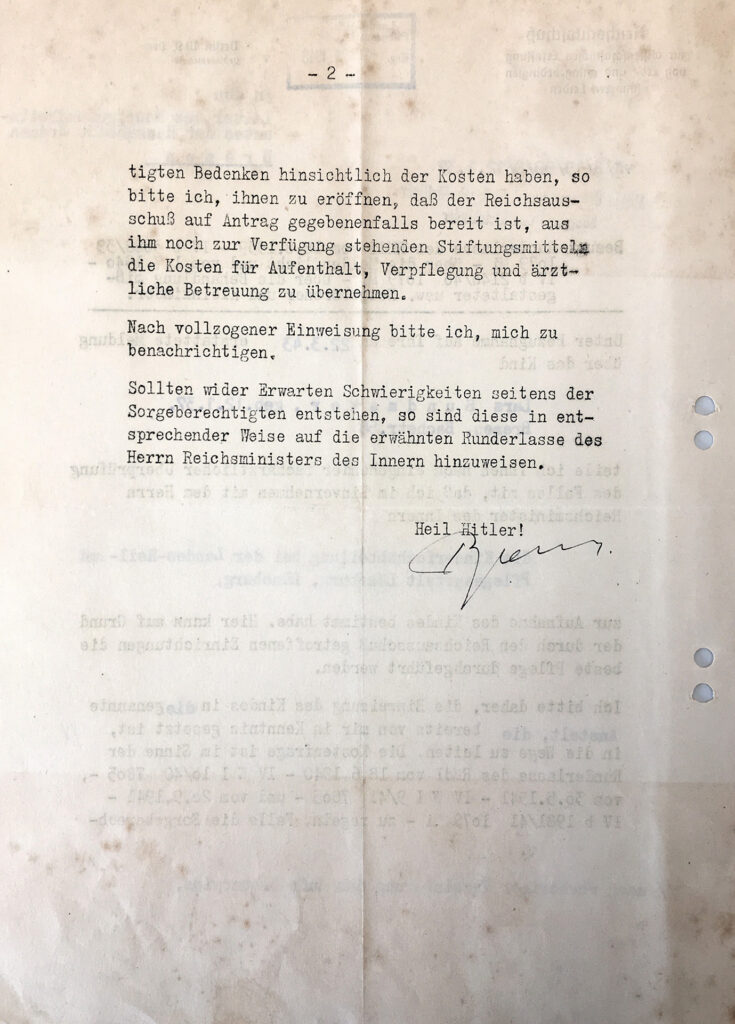 - 2 -
tigten Bedenken hinsichtlich der Kosten haben, so
bitte ich, ihnen zu eröffnen, daß der Reichsaus-
schuß auf Antrag gegebenenfalls bereit ist, aus
ihm noch zur Verfügung stehenden Stiftungsmitteln
die Kosten für Aufenthalt, Verpflegung und ärzt-
liche Betreuung zu übernehmen.
Nach vollzogener Einweisung bitte ich, mich zu
benachrichtigen.
Sollten wider Erwarten Schwierigkeiten seitens der
Sorgeberechtigten entstehen, so sind diese in ent-
sprechender Weise auf die erwähnten Runderlasse des
Herrn Reichsministers des Innern hinzuweisen.
Heil Hitler!